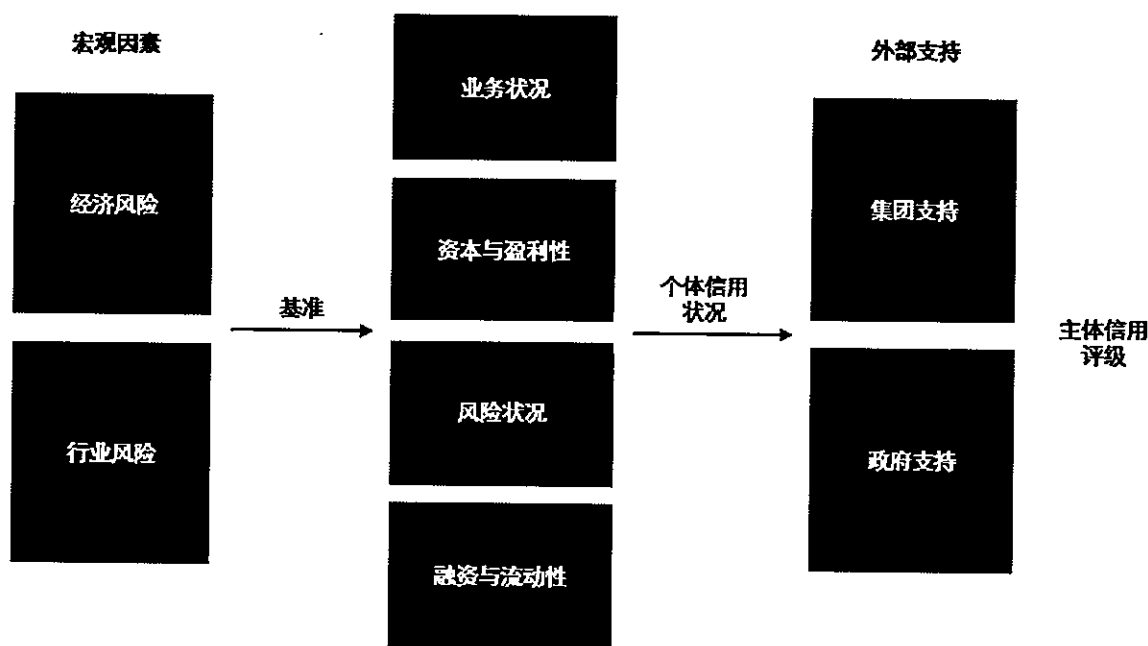 宏观因素
经济风险
行业风险
基准
业务状况
资本与盈利性
风险状况
融资与流动性
个体信用
状况
外部支持
集团支持
政府支持
主体信用
评级